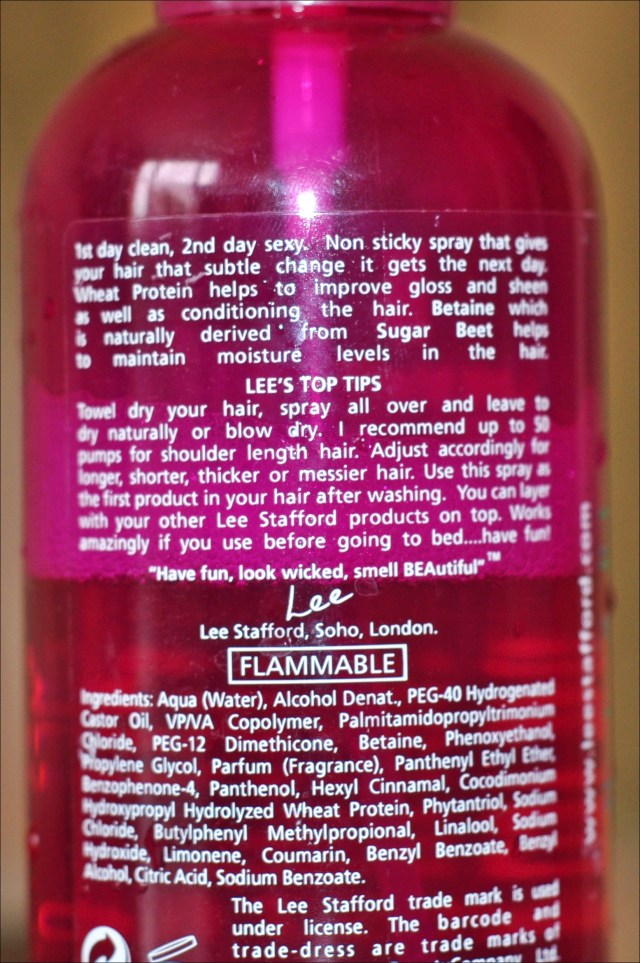 1st day clean, 2nd day sexy. Non sticky spray that gives
your hair that subtle change it gets the next day.
Wheat Protein helps to improve gloss and sheen
as well as conditioning the hair. Betaine which
is naturally derived from Sugar Beet helps
to maintain moisture levels in the hair.
LEE'S TOP TIPS
Towel dry your hair, spray all over and leave to
dry naturally or blow dry. I recommend up to 50
pumps for shoulder length hair. Adjust accordingly for
longer, shorter, thicker or messier hair. Use this spray as
the first product in your hair after washing. You can layer
with your other Lee Stafford products on top. Works
amazingly if you use before going to bed....have fun!
"Have fun, look wicked, smell BEAutiful"™
Lee
Lee Stafford, Soho, London.
FLAMMABLE
Ingredients: Aqua (Water), Alcohol Denat., PEG-40 Hydrogenated
Castor Oil, VP/VA Copolymer, Palmitamidopropyltrimonium
Chloride, PEG-12 Dimethicone, Betaine, Phenoxyethanol,
Propylene Glycol, Parfum (Fragrance), Panthenyl Ethyl Ether,
Benzophenone-4, Panthenol, Hexyl Cinnamal, Cocodimonium
Hydroxypropyl Hydrolyzed Wheat Protein, Phytantriol, Sodium
Chloride, Butylphenyl Methylpropional, Linalool, Sodium
Hydroxide, Limonene, Coumarin, Benzyl Benzoate, Benzyl
Alcohol, Citric Acid, Sodium Benzoate.
The Lee Stafford trade mark is used
under license. The barcode and
trade-dress are trade marks of
Company Ltd.
www.leestafford.com